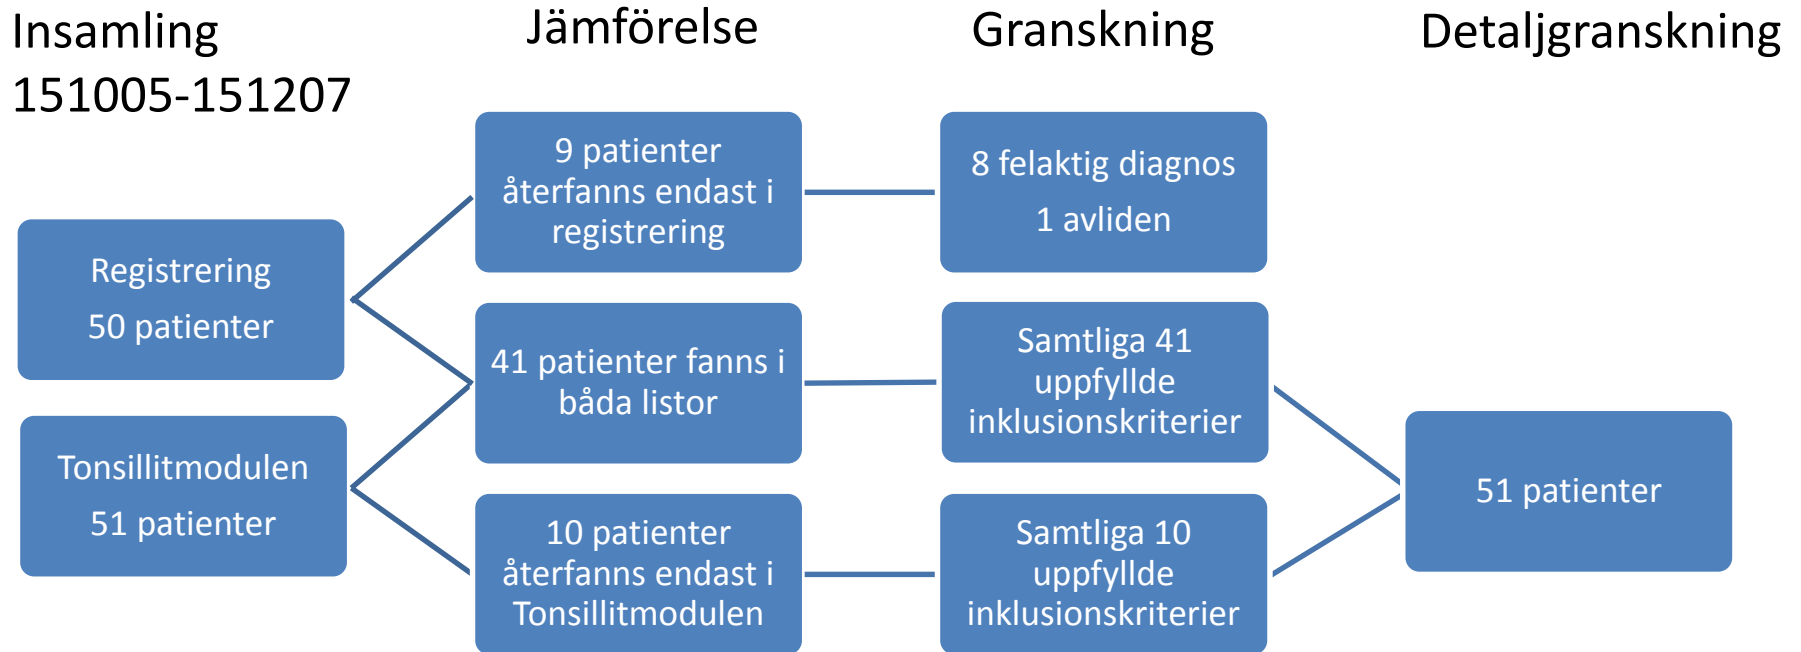 Insamling
151005-151207
Jämförelse
Granskning
Detaljgranskning
Registrering
50 patienter
Tonsillitmodulen
51 patienter
9 patienter
återfanns endast i
registrering
41 patienter fanns i
båda listor
10 patienter
återfanns endast i
Tonsillitmodulen
8 felaktig diagnos
1 avliden
Samtliga 41
uppfyllde
inklusionskriterier
Samtliga 10
uppfyllde
inklusionskriterier
51 patienter